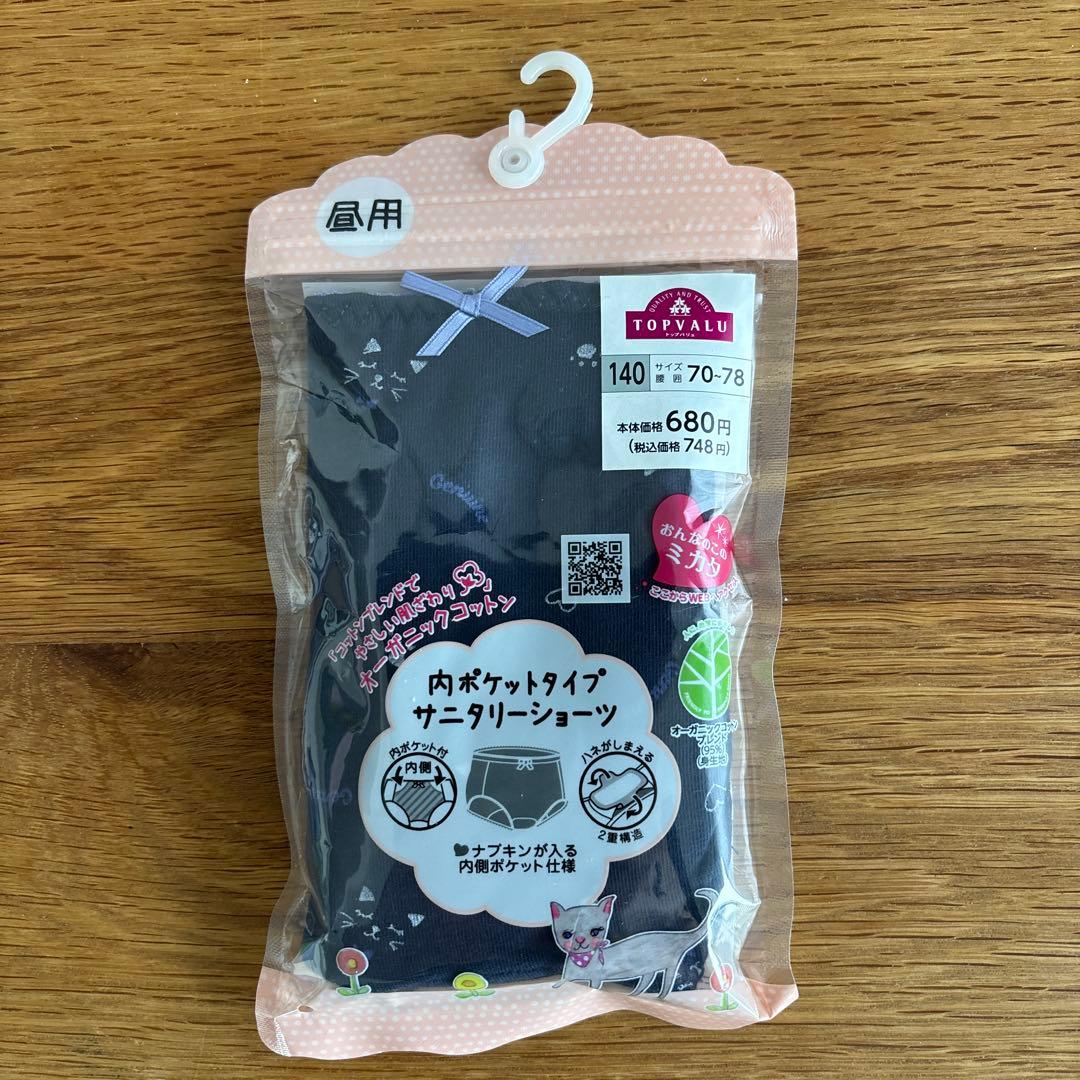 昼用
QUALITY AND TRUST
TOPVALU
トップバリュ
140 サイズ 腰囲 70~78
本体価格680円
(税込価格748円)
Genuine
おんなのこの
ミカタ
「コットンブレンドで
やさしい肌ざわり」
オーガニックコットン
オーガニックコットン
ブレンド
(95%)
(身生地)
内ポケットタイプ
サニタリーショーツ
内ポケット付
内側
ハネがしまえる
2重構造
ナプキンが入る
内側ポケット仕様